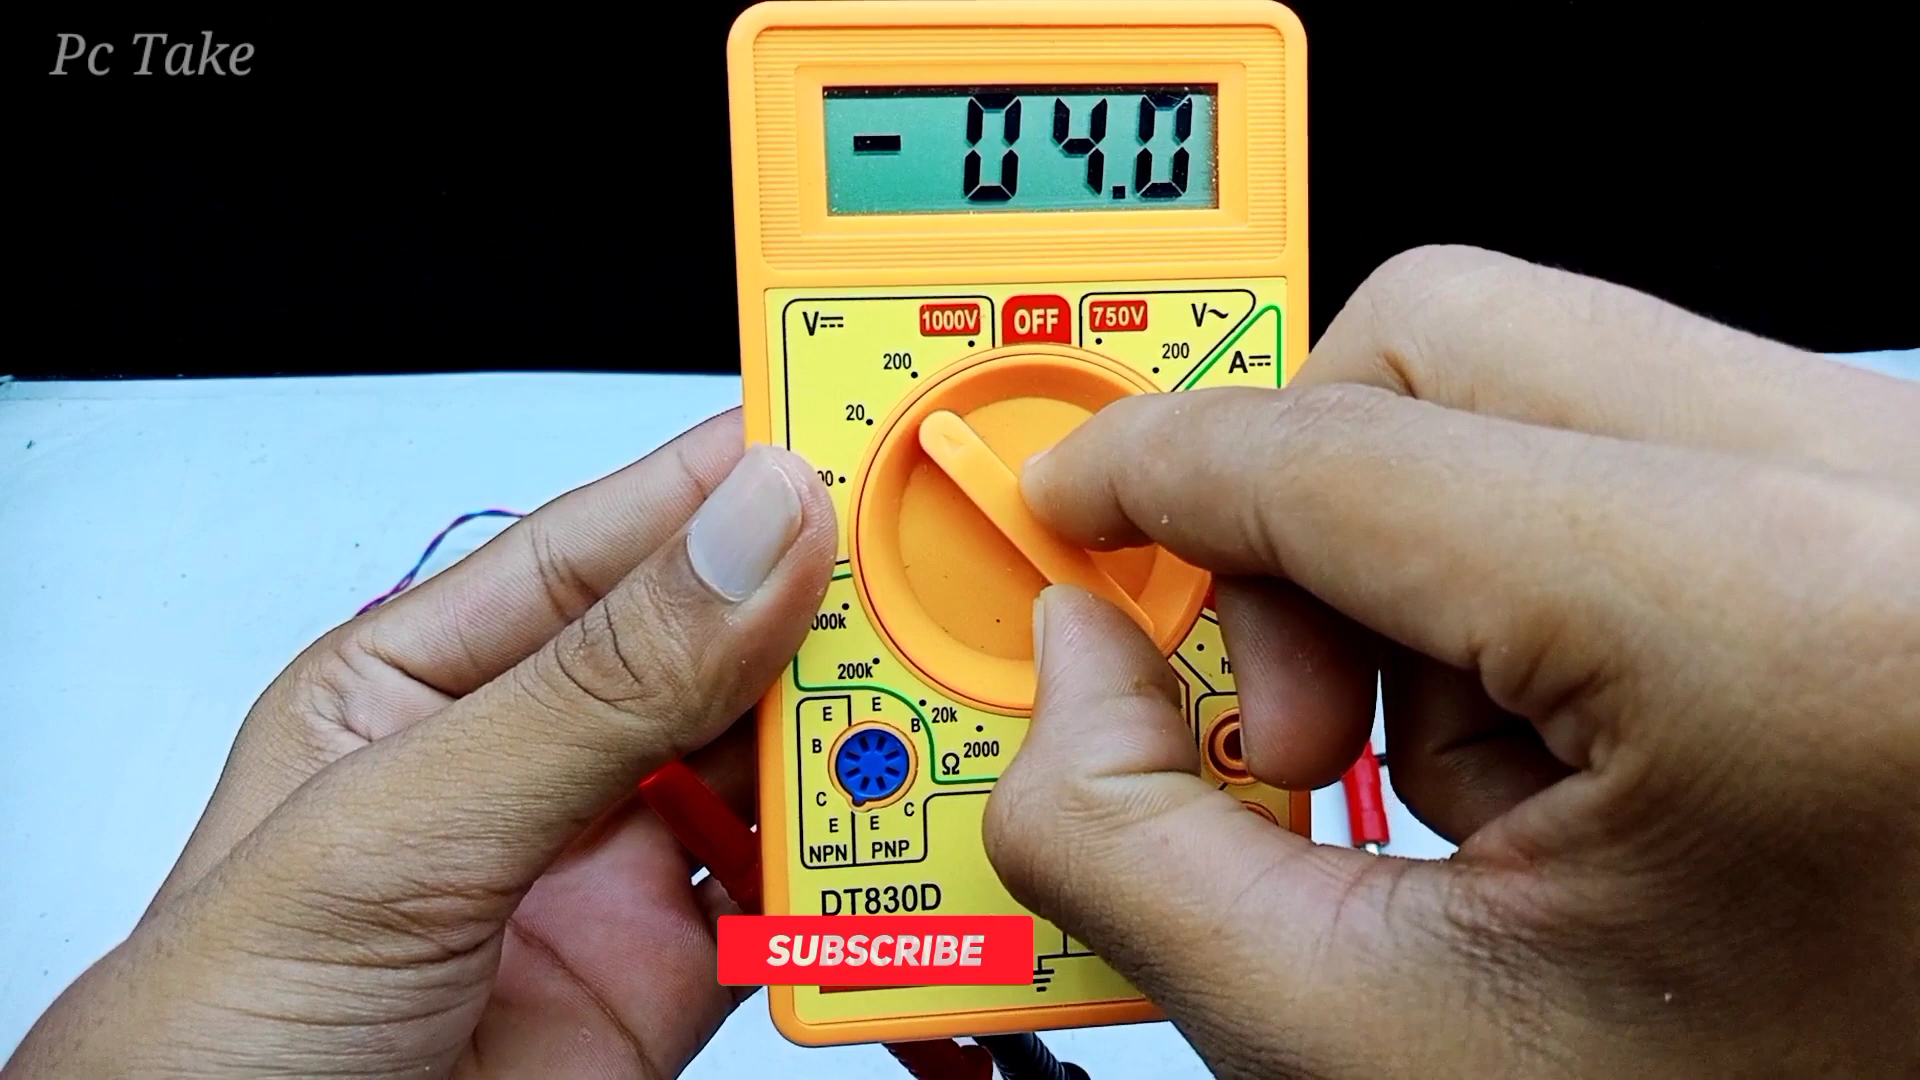 Pc Take
- 04.0
V⎓ 1000V OFF 750V V~
200 200 A⎓
20
200k
20k
2000
Ω
E E B
B
C C
E E
NPN PNP
DT830D
SUBSCRIBE